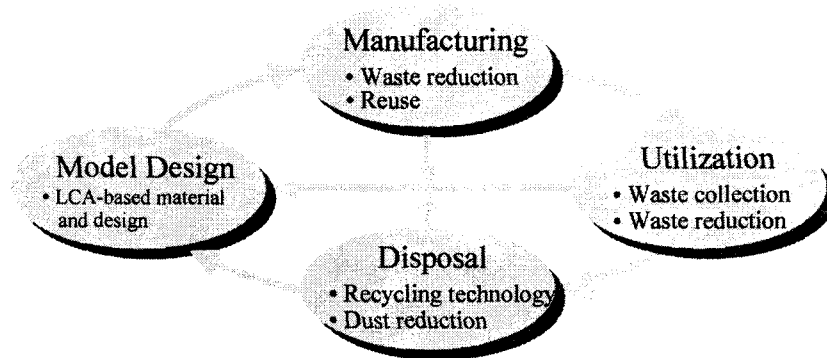 Manufacturing
• Waste reduction
• Reuse
Model Design
• LCA-based material
and design
Utilization
• Waste collection
• Waste reduction
Disposal
• Recycling technology
• Dust reduction